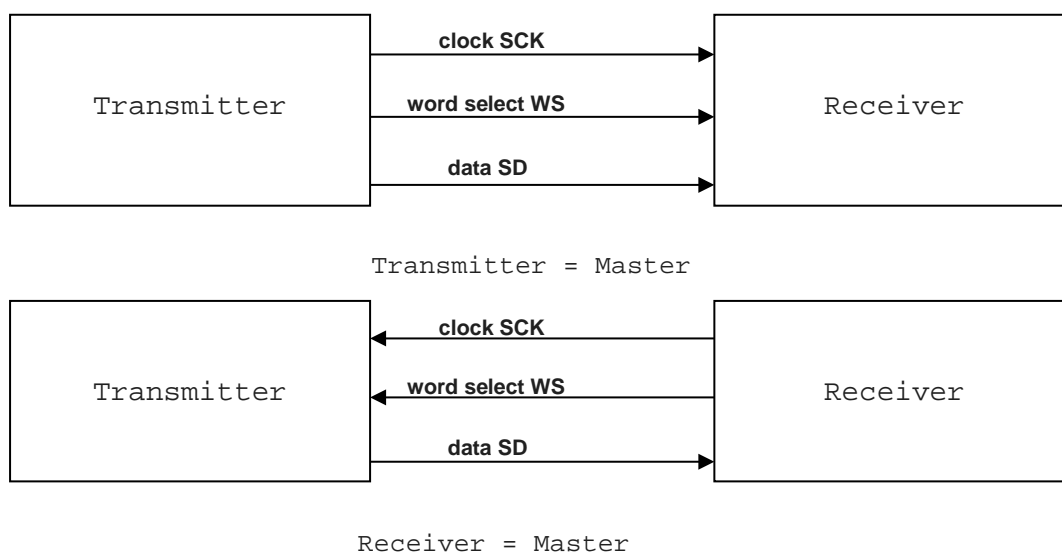 clock SCK
Transmitter
word select WS
Receiver
data SD
Transmitter = Master
clock SCK
Transmitter
word select WS
Receiver
data SD
Receiver = Master